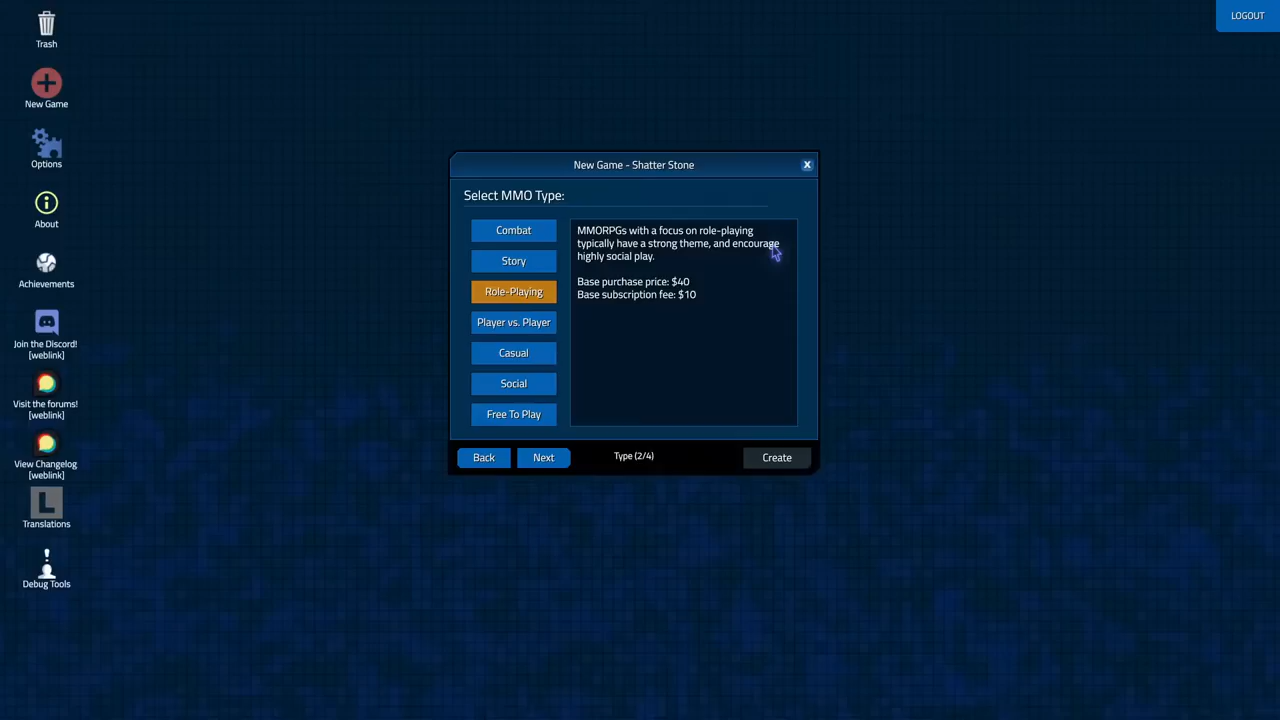 LOGOUT
Trash
New Game
Options
About
Achievements
Join the Discord!
[weblink]
Visit the forums!
[weblink]
View Changelog
[weblink]
L
Translations
Debug Tools
New Game - Shatter Stone
X
Select MMO Type:
Combat
Story
Role-Playing
Player vs. Player
Casual
Social
Free To Play
MMORPGs with a focus on role-playing
typically have a strong theme, and encourage
highly social play.
Base purchase price: $40
Base subscription fee: $10
Back
Next
Type (2/4)
Create